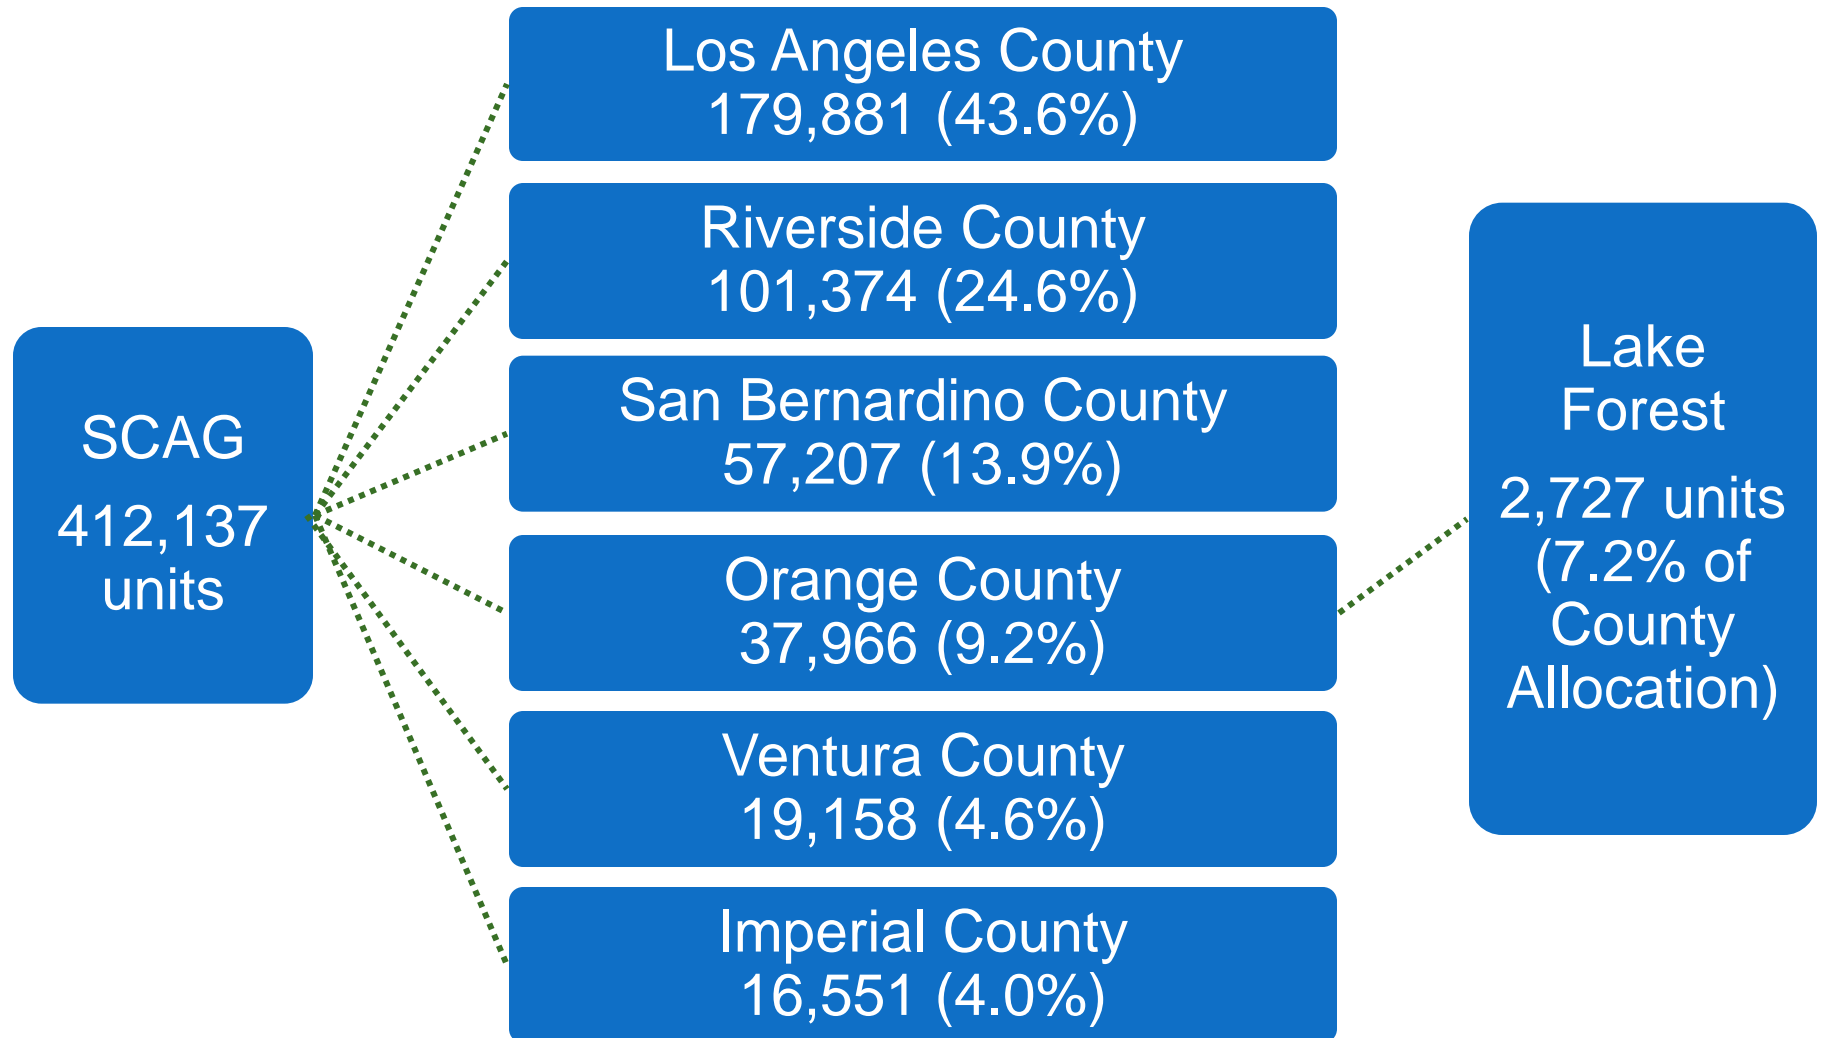 SCAG
412,137
units
Los Angeles County
179,881 (43.6%)
Riverside County
101,374 (24.6%)
San Bernardino County
57,207 (13.9%)
Orange County
37,966 (9.2%)
Ventura County
19,158 (4.6%)
Imperial County
16,551 (4.0%)
Lake
Forest
2,727 units
(7.2% of
County
Allocation)